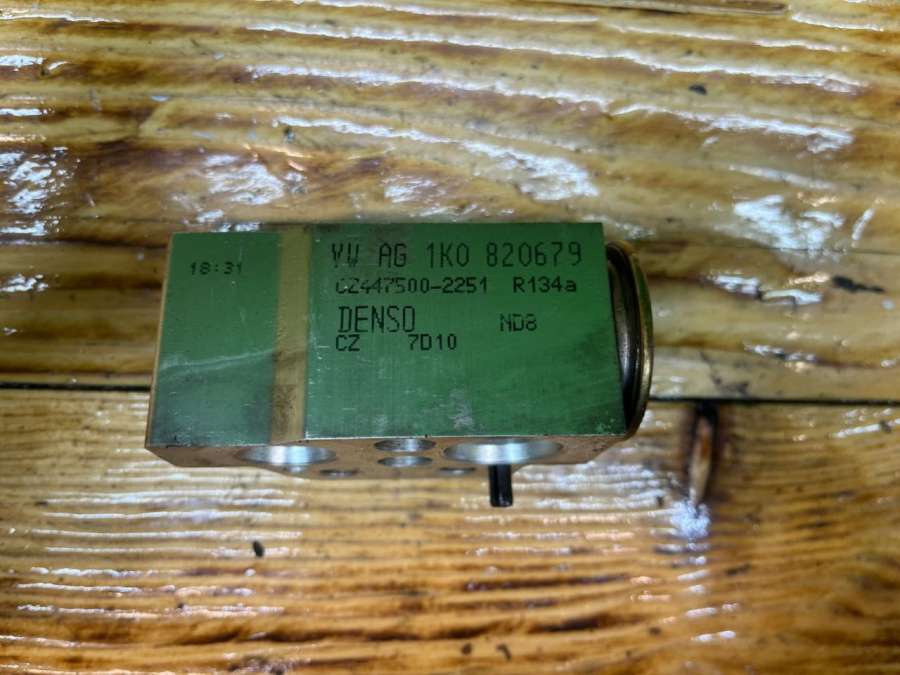 18:31
VW AG 1K0 820679
CZ447500-2251 R134a
DENSO ND8
CZ 7D10